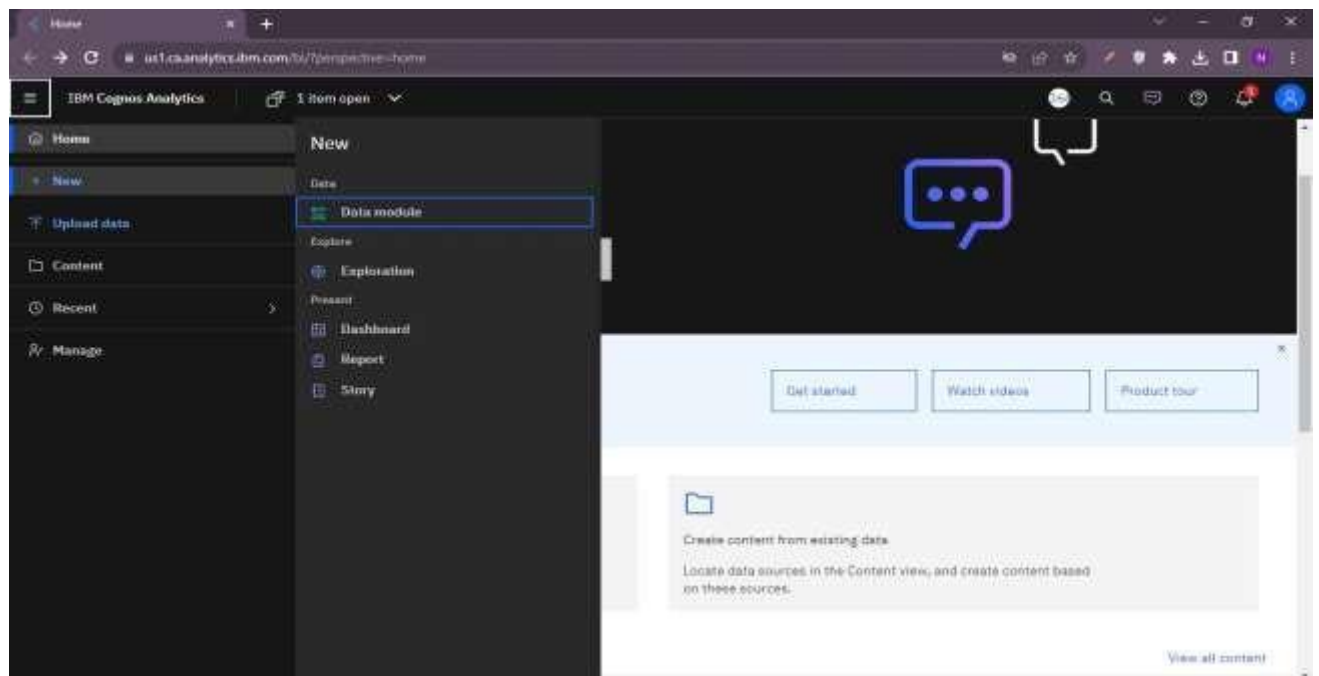 Home
us1.ca.analytics.ibm.com/bi/?perspective=home
IBM Cognos Analytics
1 item open
Home
New
Upload data
Content
Recent
Manage
New
Data
Data module
Explore
Exploration
Present
Dashboard
Report
Story
Get started
Watch videos
Product tour
Create content from existing data
Locate data sources in the Content view, and create content based
on these sources.
View all content